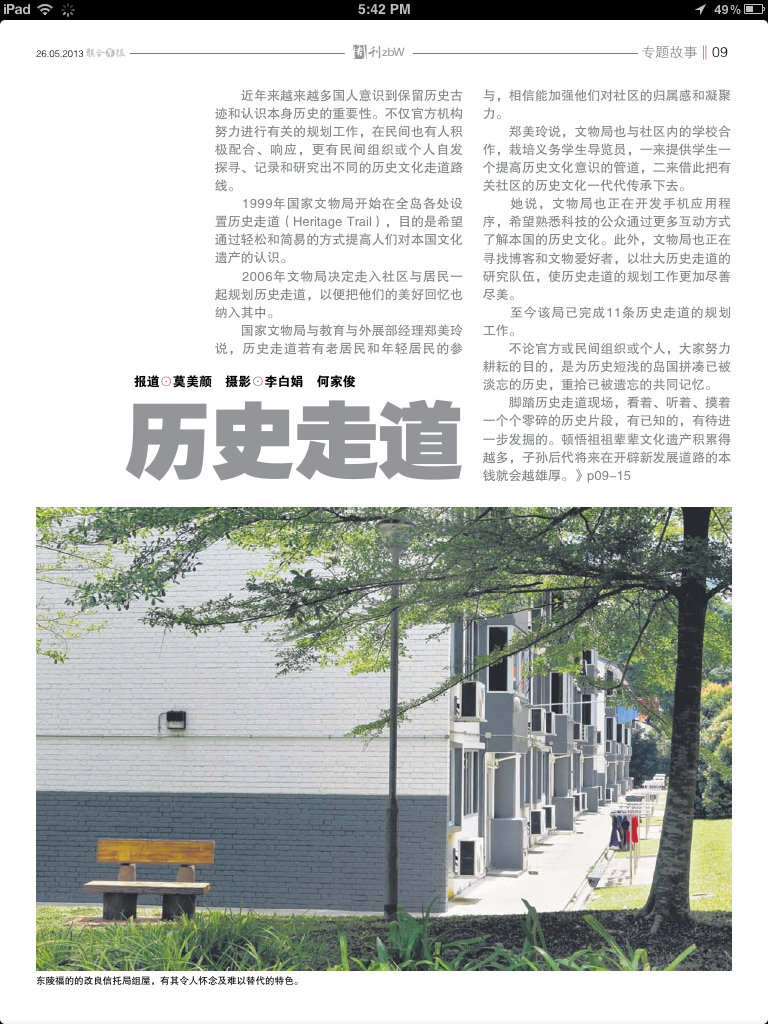 iPad 5:42 PM 49%
26.05.2013 联合早报 周刊 zbW 专题故事 09
近年来越来越多国人意识到保留历史古
迹和认识本身历史的重要性。不仅官方机构
努力进行有关的规划工作，在民间也有人积
极配合、响应，更有民间组织或个人自发
探寻、记录和研究出不同的历史文化走道路
线。
1999年国家文物局开始在全岛各处设
置历史走道（Heritage Trail），目的是希望
通过轻松和简易的方式提高人们对本国文化
遗产的认识。
2006年文物局决定走入社区与居民一
起规划历史走道，以便把他们的美好回忆也
纳入其中。
国家文物局与教育与外展部经理郑美玲
说，历史走道若有老居民和年轻居民的参
与，相信能加强他们对社区的归属感和凝聚
力。
郑美玲说，文物局也与社区内的学校合
作，栽培义务学生导览员，一来提供学生一
个提高历史文化意识的管道，二来借此把有
关社区的历史文化一代代传承下去。
她说，文物局也正在开发手机应用程
序，希望熟悉科技的公众通过更多互动方式
了解本国的历史文化。此外，文物局也正在
寻找博客和文物爱好者，以壮大历史走道的
研究队伍，使历史走道的规划工作更加尽善
尽美。
至今该局已完成11条历史走道的规划
工作。
不论官方或民间组织或个人，大家努力
耕耘的目的，是为历史短浅的岛国拼凑已被
淡忘的历史，重拾已被遗忘的共同记忆。
脚踏历史走道现场，看着、听着、摸着
一个个零碎的历史片段，有已知的，有待进
一步发掘的。顿悟祖祖辈辈文化遗产积累得
越多，子孙后代将来在开辟新发展道路的本
钱就会越雄厚。》p09-15
报道⊙莫美颜 摄影⊙李白娟 何家俊
历史走道
东陵福的的改良信托局组屋，有其令人怀念及难以替代的特色。